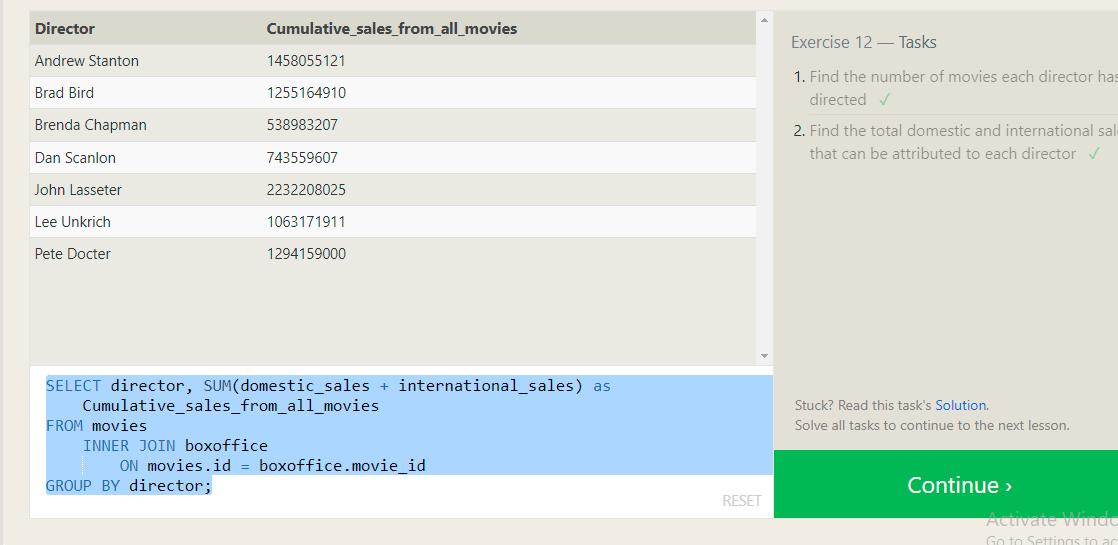 Director Cumulative_sales_from_all_movies
Andrew Stanton 1458055121
Brad Bird 1255164910
Brenda Chapman 538983207
Dan Scanlon 743559607
John Lasseter 2232208025
Lee Unkrich 1063171911
Pete Docter 1294159000
SELECT director, SUM(domestic_sales + international_sales) as
Cumulative_sales_from_all_movies
FROM movies
INNER JOIN boxoffice
ON movies.id = boxoffice.movie_id
GROUP BY director;
RESET
Exercise 12 — Tasks
1. Find the number of movies each director has
directed ✓
2. Find the total domestic and international sal
that can be attributed to each director ✓
Stuck? Read this task's Solution.
Solve all tasks to continue to the next lesson.
Continue ›
Activate Windo
Go to Settings to ac